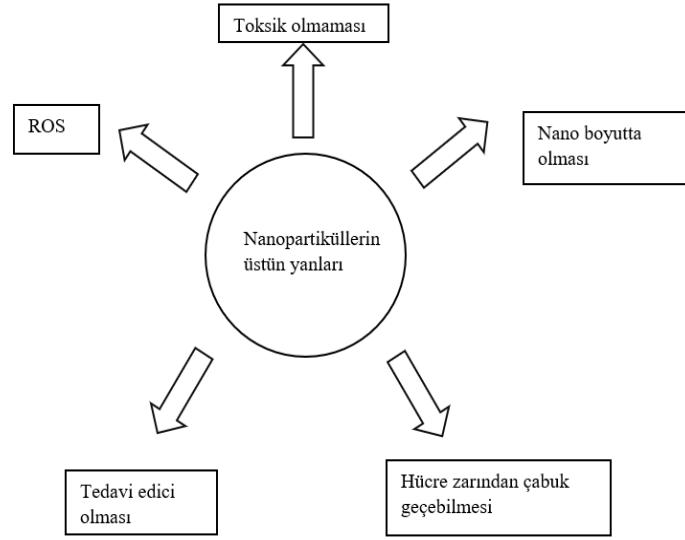 Toksik olmaması
ROS
Nano boyutta
olması
Nanopartiküllerin
üstün yanları
Tedavi edici
olması
Hücre zarından çabuk
geçebilmesi